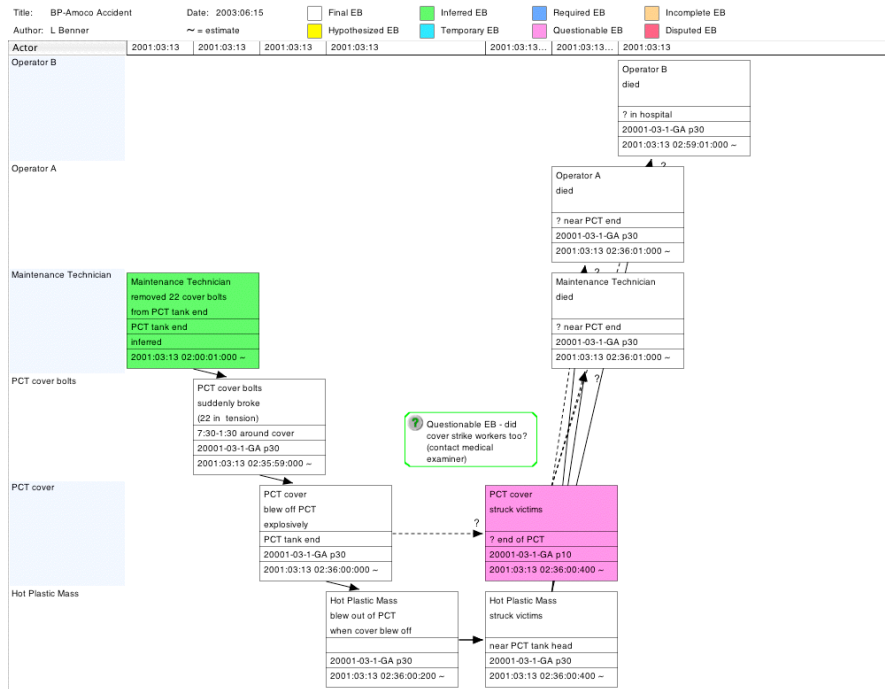 Title: BP-Amoco Accident Date: 2003:06:15 Final EB Inferred EB Required EB Incomplete EB
Author: L Benner ~ = estimate Hypothesized EB Temporary EB Questionable EB Disputed EB
Actor 2001:03:13 2001:03:13 2001:03:13 2001:03:13 2001:03:13... 2001:03:13... 2001:03:13
Operator B
Operator B
died
? in hospital
20001-03-1-GA p30
2001:03:13 02:59:01:000 ~
?
Operator A
Operator A
died
? near PCT end
20001-03-1-GA p30
2001:03:13 02:36:01:000 ~
?
Maintenance Technician
Maintenance Technician
removed 22 cover bolts
from PCT tank end
PCT tank end
inferred
2001:03:13 02:00:01:000 ~
Maintenance Technician
died
? near PCT end
20001-03-1-GA p30
2001:03:13 02:36:01:000 ~
?
PCT cover bolts
PCT cover bolts
suddenly broke
(22 in tension)
7:30-1:30 around cover
20001-03-1-GA p30
2001:03:13 02:35:59:000 ~
? Questionable EB - did
cover strike workers too?
(contact medical
examiner)
PCT cover
PCT cover
blew off PCT
explosively
PCT tank end
20001-03-1-GA p30
2001:03:13 02:36:00:000 ~
?
PCT cover
struck victims
? end of PCT
20001-03-1-GA p10
2001:03:13 02:36:00:400 ~
Hot Plastic Mass
Hot Plastic Mass
blew out of PCT
when cover blew off
20001-03-1-GA p30
2001:03:13 02:36:00:200 ~
Hot Plastic Mass
struck victims
near PCT tank head
20001-03-1-GA p30
2001:03:13 02:36:00:400 ~